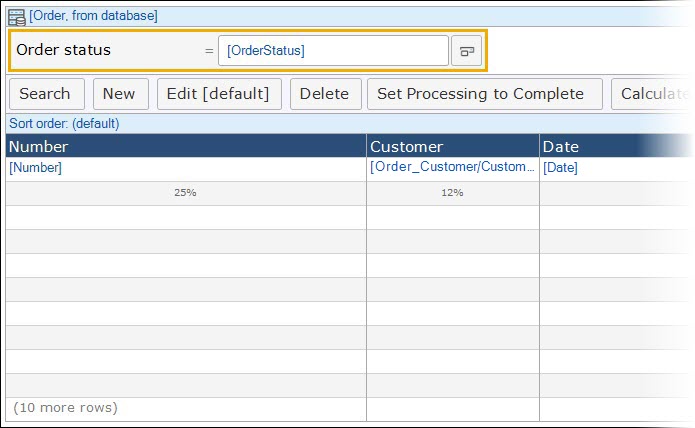 [Order, from database]
Order status = [OrderStatus]
Search New Edit [default] Delete Set Processing to Complete Calculate
Sort order: (default)
Number Customer Date
[Number] [Order_Customer/Custom... [Date]
25% 12%
(10 more rows)